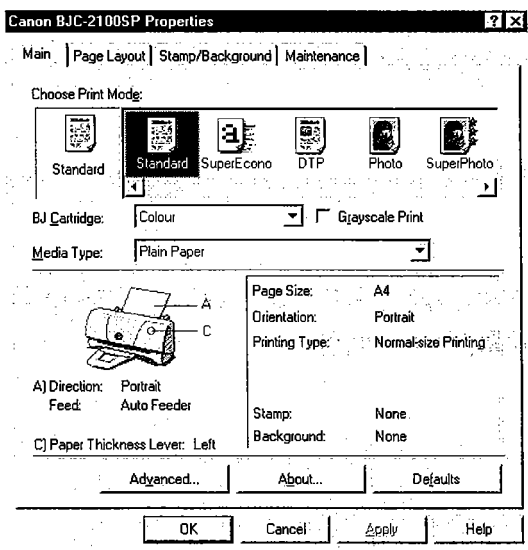 Canon BJC-2100SP Properties ? X
Main Page Layout Stamp/Background Maintenance
Choose Print Mode:
Standard Standard SuperEcono DTP Photo SuperPhoto
BJ Cartridge: Colour Grayscale Print
Media Type: Plain Paper
A
C
A) Direction: Portrait
Feed: Auto Feeder
C) Paper Thickness Lever: Left
Page Size: A4
Orientation: Portrait
Printing Type: Normal-size Printing
Stamp: None
Background: None
Advanced... About... Defaults
OK Cancel Apply Help